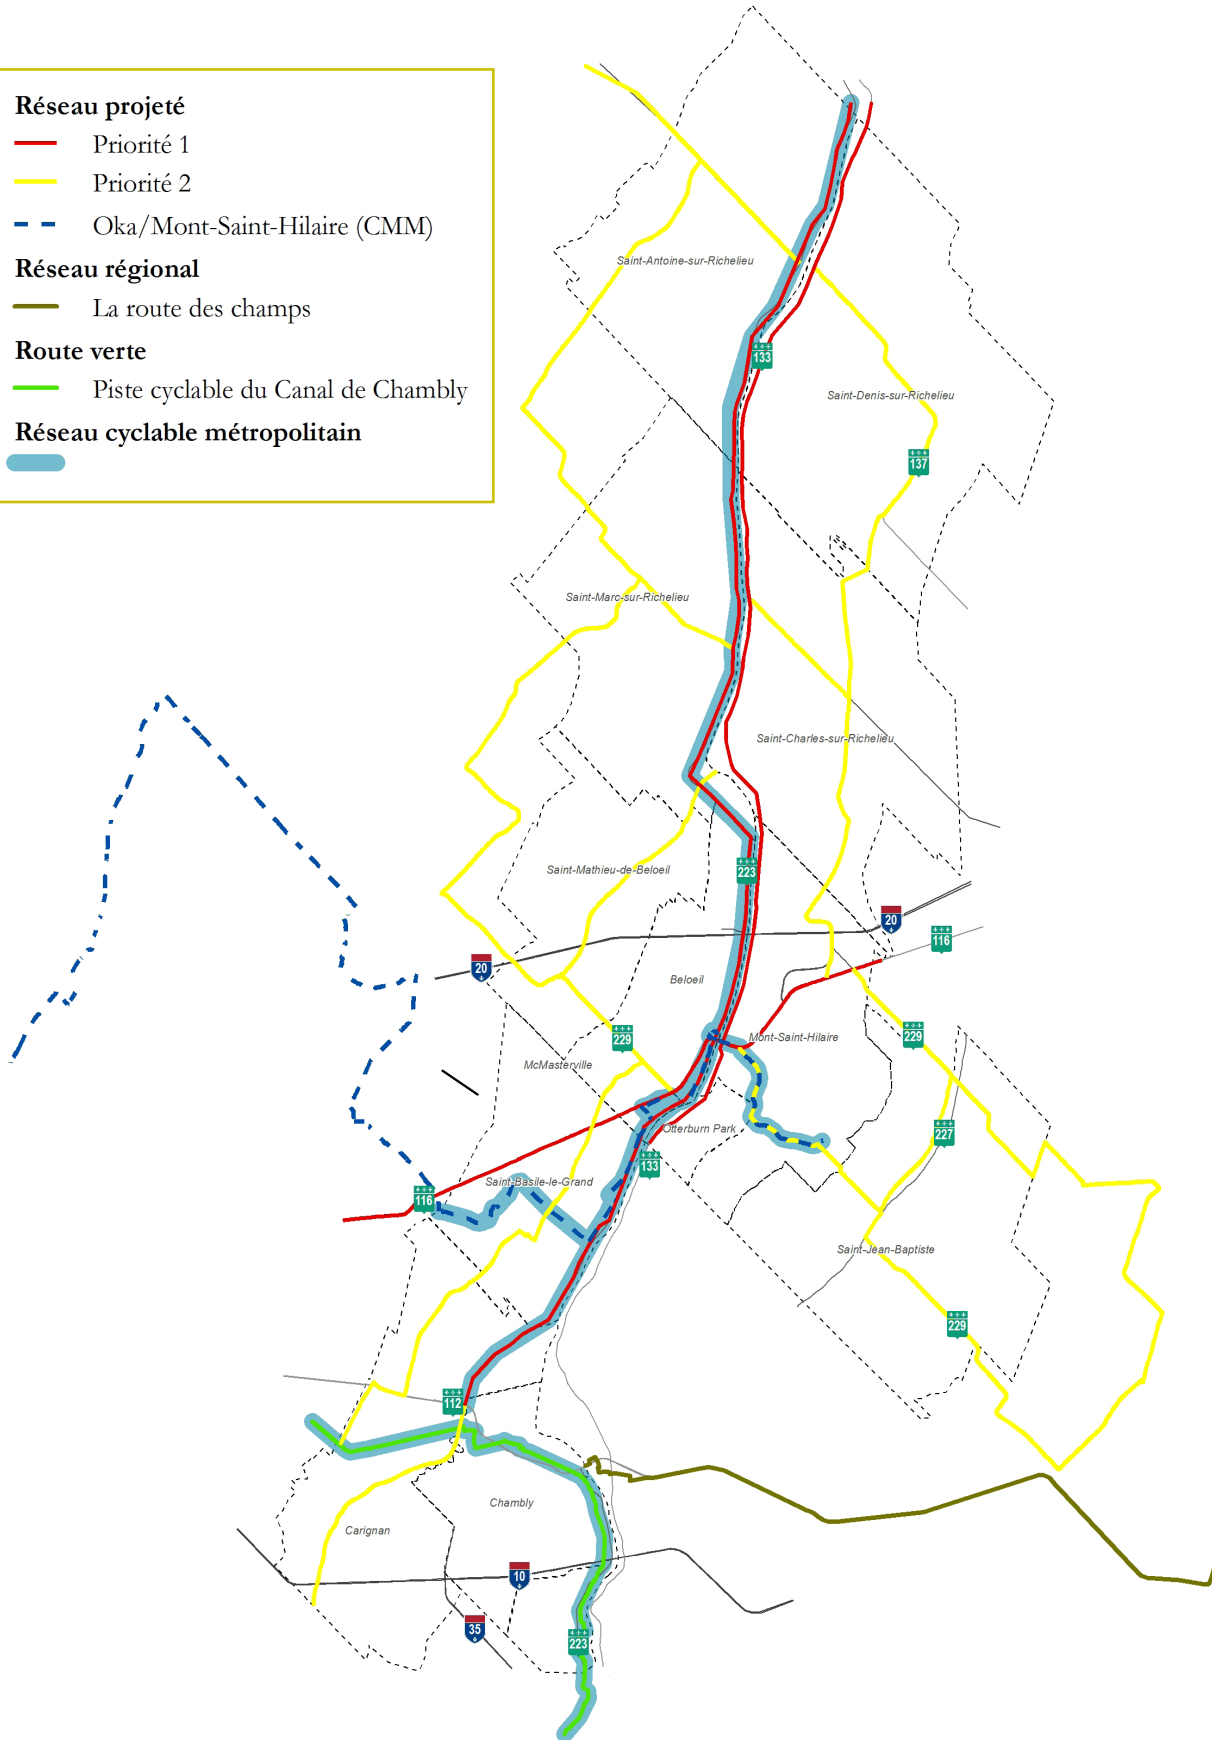 Réseau projeté
Priorité 1
Priorité 2
Oka/Mont-Saint-Hilaire (CMM)
Réseau régional
La route des champs
Route verte
Piste cyclable du Canal de Chambly
Réseau cyclable métropolitain
Saint-Antoine-sur-Richelieu
133
Saint-Denis-sur-Richelieu
137
Saint-Marc-sur-Richelieu
Saint-Charles-sur-Richelieu
Saint-Mathieu-de-Beloeil
223
20
116
20
Beloeil
229
Mont-Saint-Hilaire
229
McMasterville
Otterburn Park
227
133
Saint-Basile-le-Grand
116
Saint-Jean-Baptiste
229
112
Chambly
Carignan
10
35
223